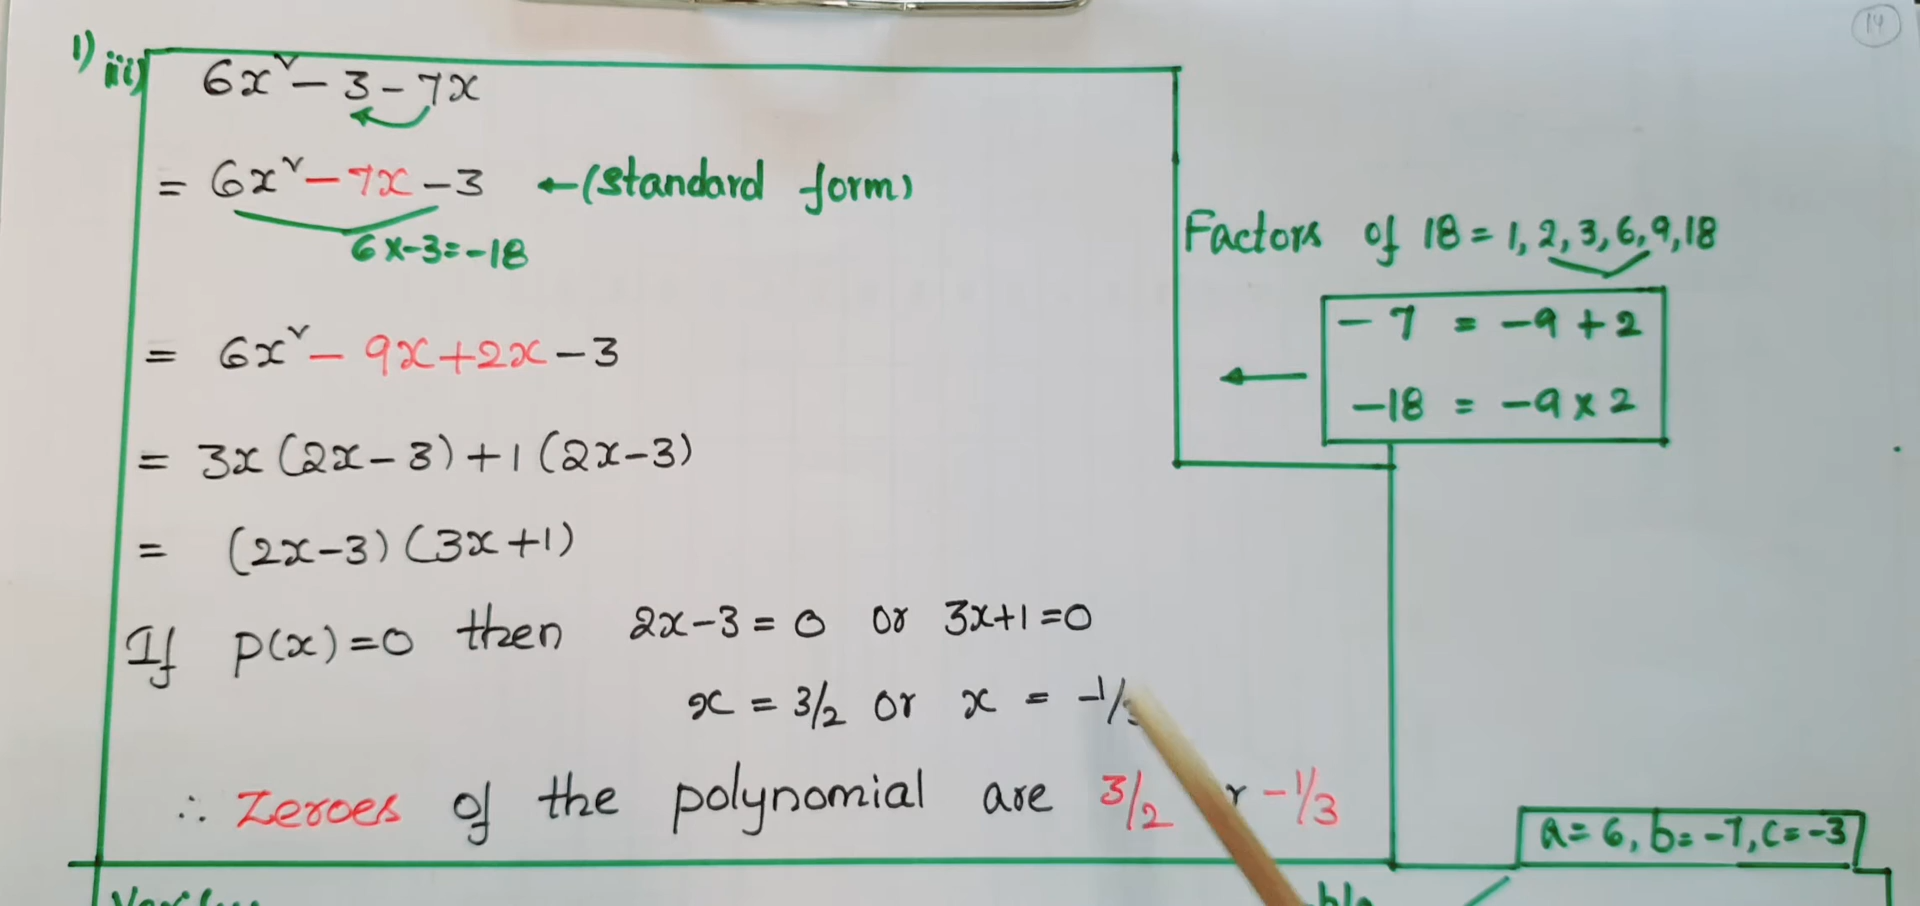 14
1) iii) 6x² - 3 - 7x
= 6x² - 7x - 3 ← (standard form)
6 x -3 = -18
Factors of 18 = 1, 2, 3, 6, 9, 18
- 7 = -9 + 2
-18 = -9 x 2
= 6x² - 9x + 2x - 3
= 3x (2x - 3) + 1 (2x - 3)
= (2x - 3) (3x + 1)
If p(x) = 0 then 2x - 3 = 0 or 3x + 1 = 0
x = 3/2 or x = -1/
∴ Zeroes of the polynomial are 3/2 -1/3
a = 6, b = -7, c = -3